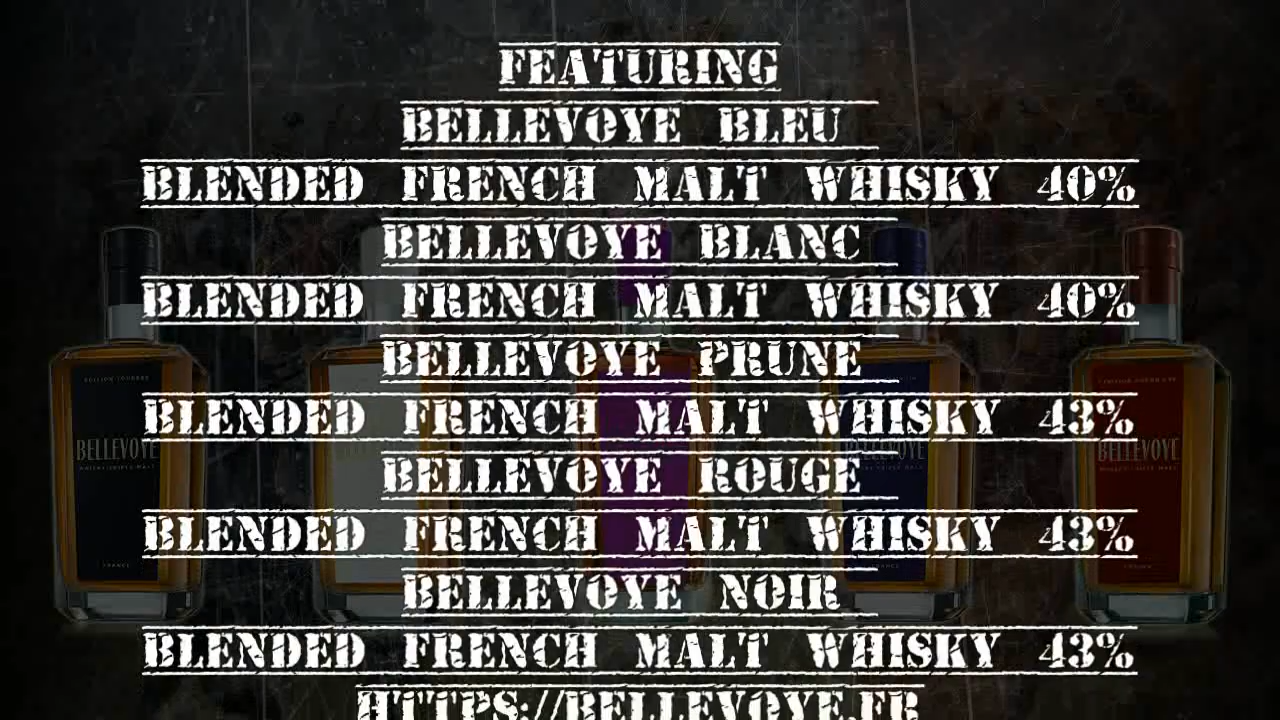 FEATURING
BELLEVOYE BLEU
BLENDED FRENCH MALT WHISKY 40%
BELLEVOYE BLANC
BLENDED FRENCH MALT WHISKY 40%
BELLEVOYE PRUNE
BLENDED FRENCH MALT WHISKY 43%
BELLEVOYE ROUGE
BLENDED FRENCH MALT WHISKY 43%
BELLEVOYE NOIR
BLENDED FRENCH MALT WHISKY 43%
HTTPS://BELLEVOYE.FR
BELLEVOYE
BELLEVOYE
FRANCE